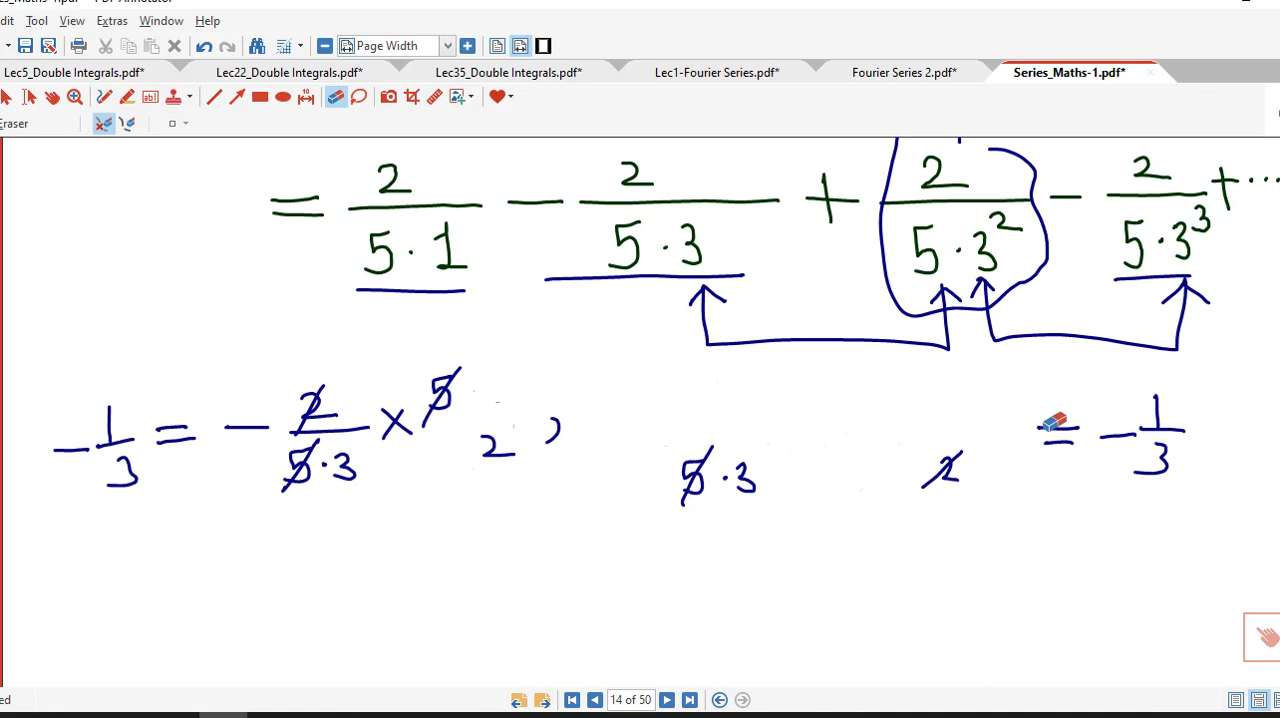 dit Tool View Extras Window Help
Page Width
Lec5_Double Integrals.pdf* Lec22_Double Integrals.pdf* Lec35_Double Integrals.pdf* Lec1-Fourier Series.pdf* Fourier Series 2.pdf* Series_Maths-1.pdf*
10
Eraser
= 2/(5·1) - 2/(5·3) + 2/(5·3²) - 2/(5·3³) + ...
-1/3 = - 2/(5·3) × 5 2 , 5·3 2 = -1/3
14 of 50